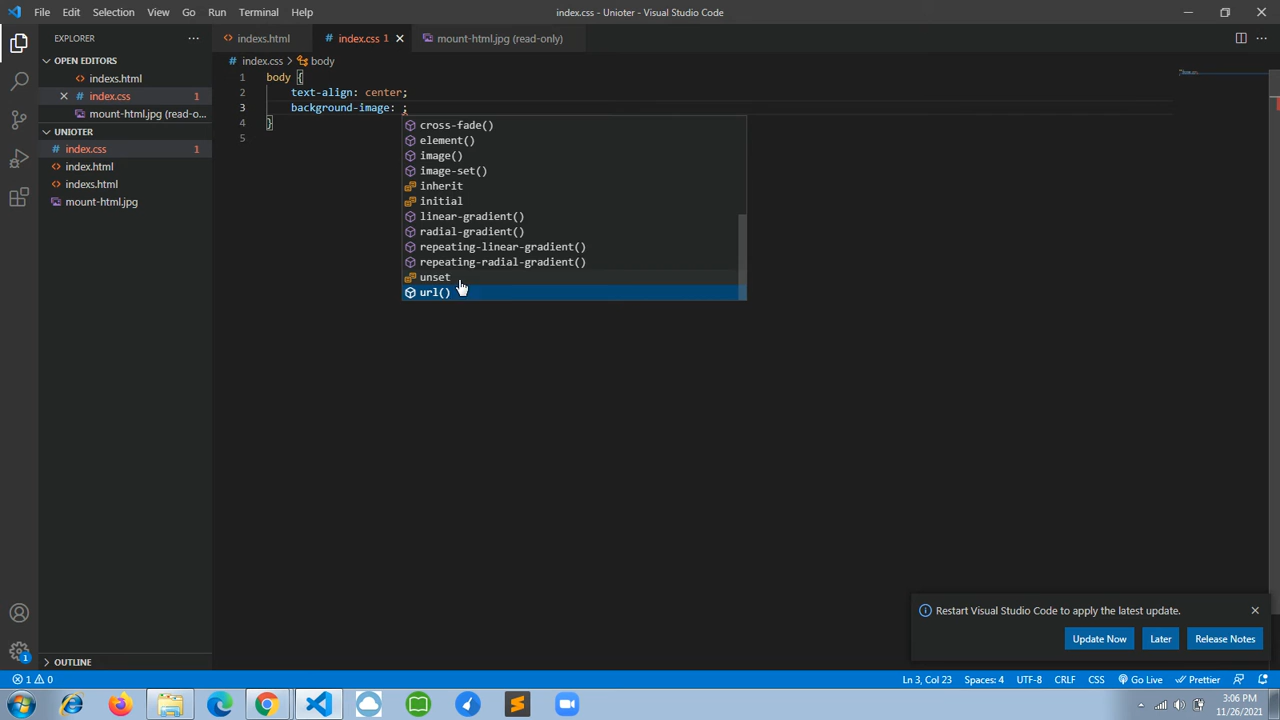 File Edit Selection View Go Run Terminal Help
index.css - Unioter - Visual Studio Code
EXPLORER ...
indexs.html
index.css 1
mount-html.jpg (read-only)
OPEN EDITORS
indexs.html
index.css 1
mount-html.jpg (read-o...
UNIOTER
index.css 1
index.html
indexs.html
mount-html.jpg
OUTLINE
# index.css > body
1 body {
2 text-align: center;
3 background-image: ;
4 }
5
cross-fade()
element()
image()
image-set()
inherit
initial
linear-gradient()
radial-gradient()
repeating-linear-gradient()
repeating-radial-gradient()
unset
url()
Restart Visual Studio Code to apply the latest update.
Update Now Later Release Notes
1
1 0
Ln 3, Col 23 Spaces: 4 UTF-8 CRLF CSS Go Live Prettier
3:06 PM
11/26/2021